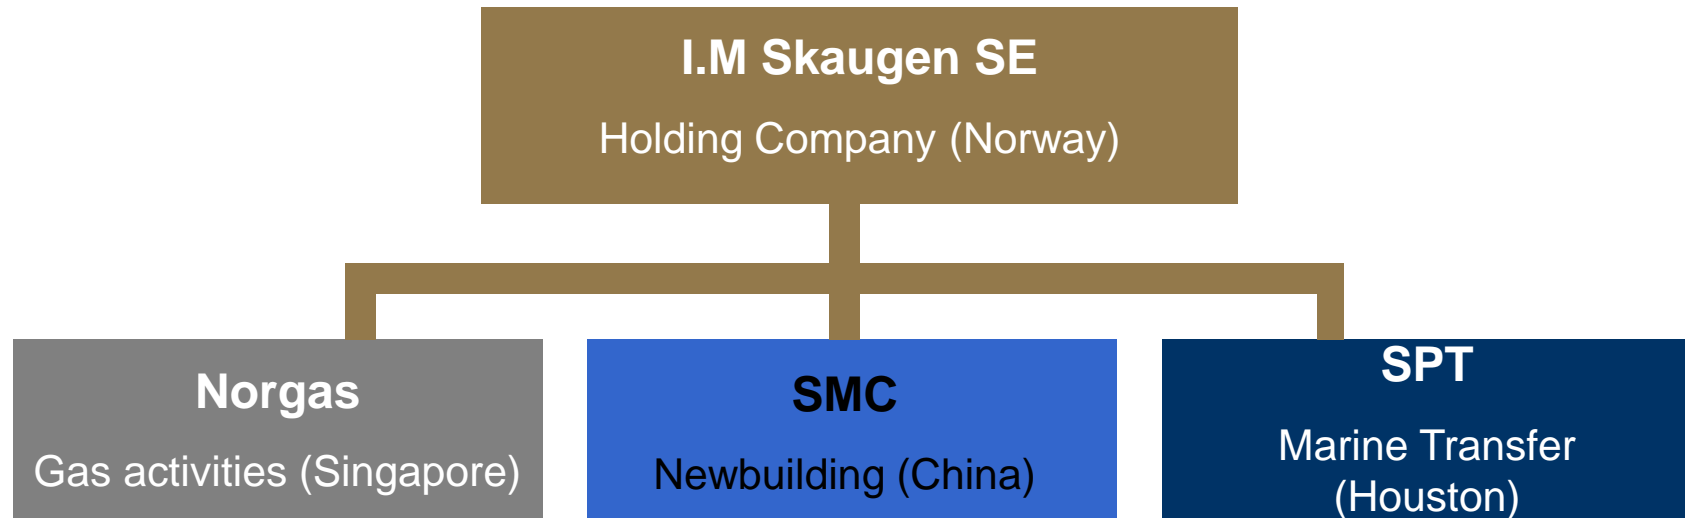 I.M Skaugen SE
Holding Company (Norway)
Norgas
Gas activities (Singapore)
SMC
Newbuilding (China)
SPT
Marine Transfer
(Houston)